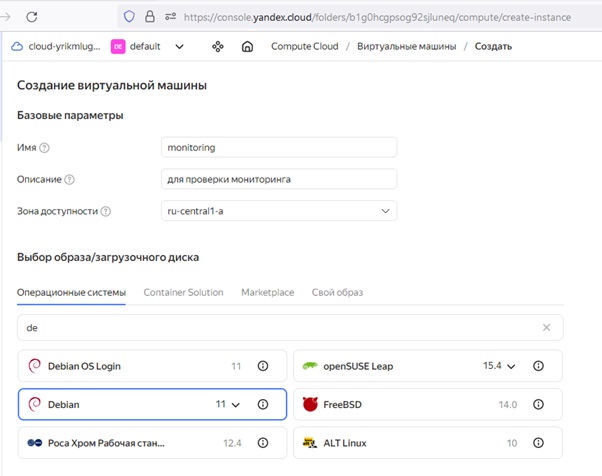 https://console.yandex.cloud/folders/b1g0hcgpsog92sjluneq/compute/create-instance
cloud-yrikmlug... DE default Compute Cloud / Виртуальные машины / Создать
Создание виртуальной машины
Базовые параметры
Имя monitoring
Описание для проверки мониторинга
Зона доступности ru-central1-a
Выбор образа/загрузочного диска
Операционные системы Container Solution Marketplace Свой образ
de
Debian OS Login 11 openSUSE Leap 15.4
Debian 11 FreeBSD 14.0
Роса Хром Рабочая стан... 12.4 ALT Linux 10